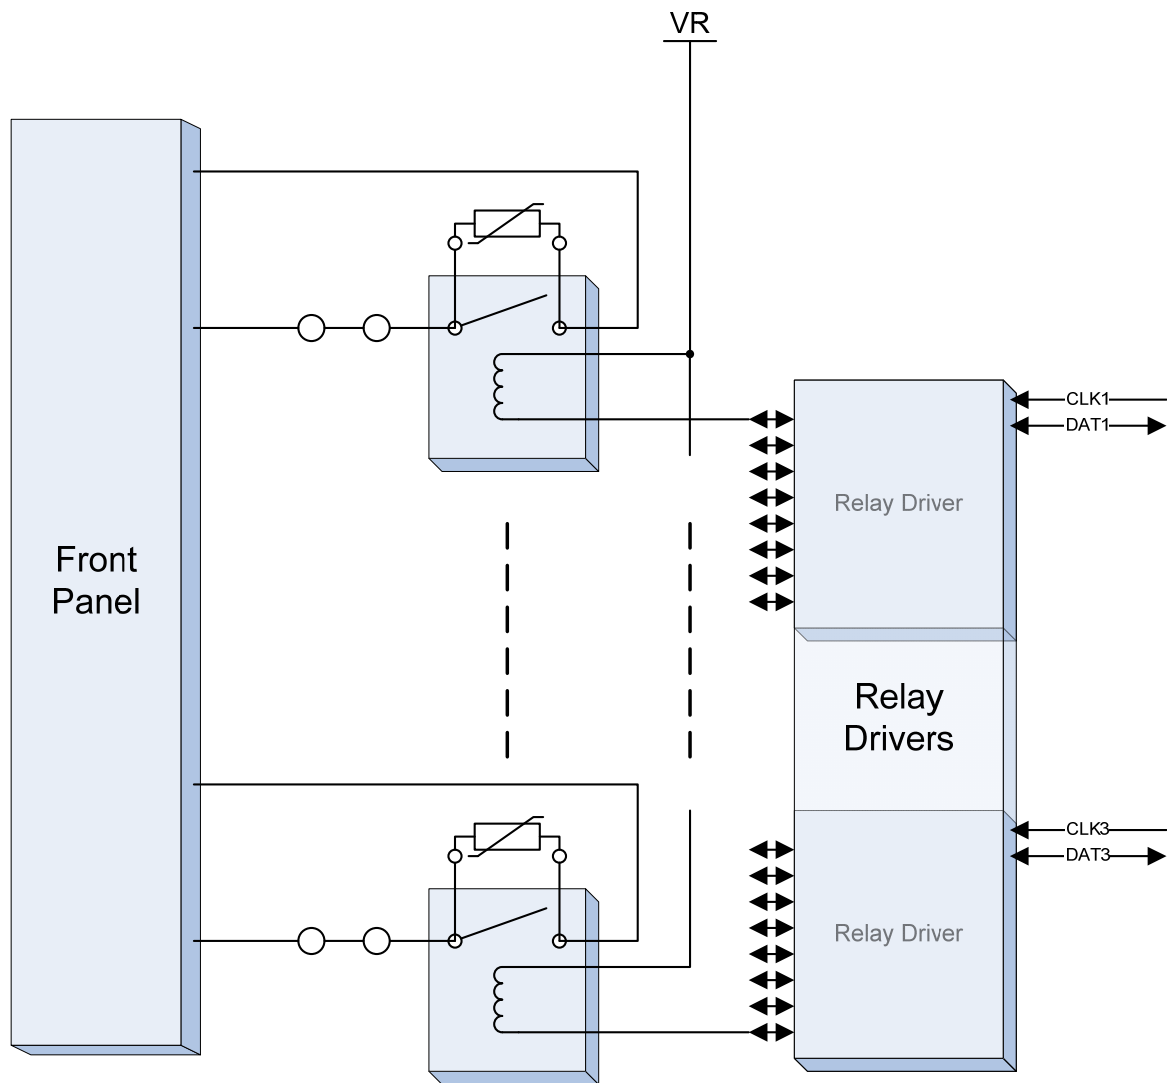 VR
CLK1
DAT1
Relay Driver
Front
Panel
Relay
Drivers
CLK3
DAT3
Relay Driver